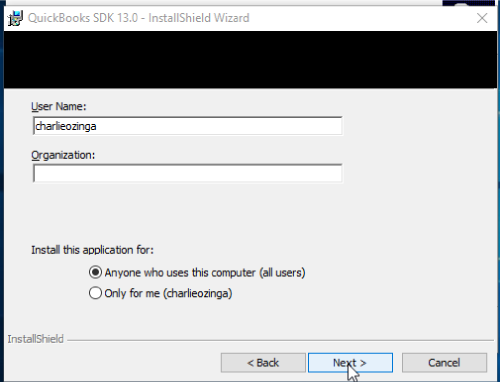 QuickBooks SDK 13.0 - InstallShield Wizard
User Name:
charlieozinga
Organization:
Install this application for:
Anyone who uses this computer (all users)
Only for me (charlieozinga)
InstallShield
< Back Next > Cancel